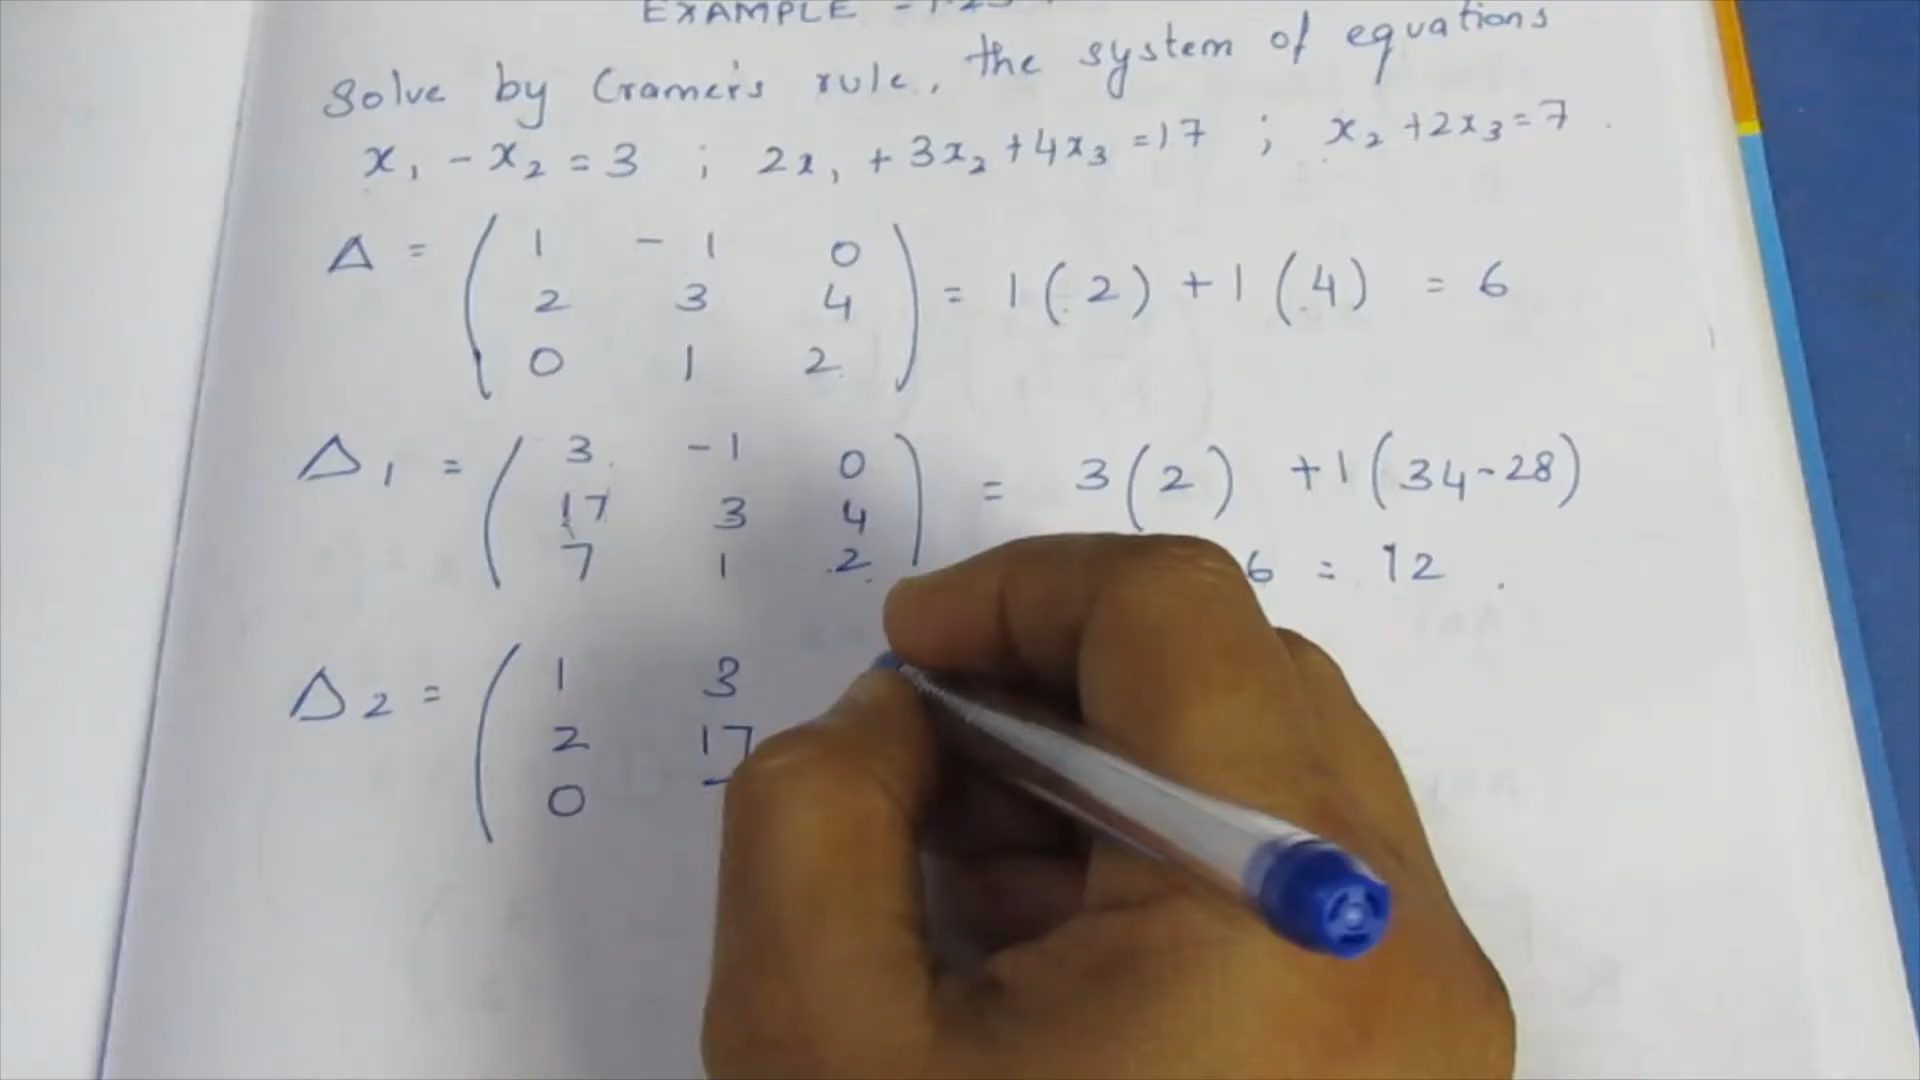 EXAMPLE
Solve by Cramer's rule, the system of equations
x₁ - x₂ = 3 ; 2x₁ + 3x₂ + 4x₃ = 17 ; x₂ + 2x₃ = 7.
Δ = ( 1 -1 0 ) = 1(2) + 1(4) = 6
2 3 4
0 1 2
Δ₁ = ( 3 -1 0 ) = 3(2) + 1(34-28)
17 3 4
7 1 2 6 = 12.
Δ₂ = ( 1 3
2 17
0